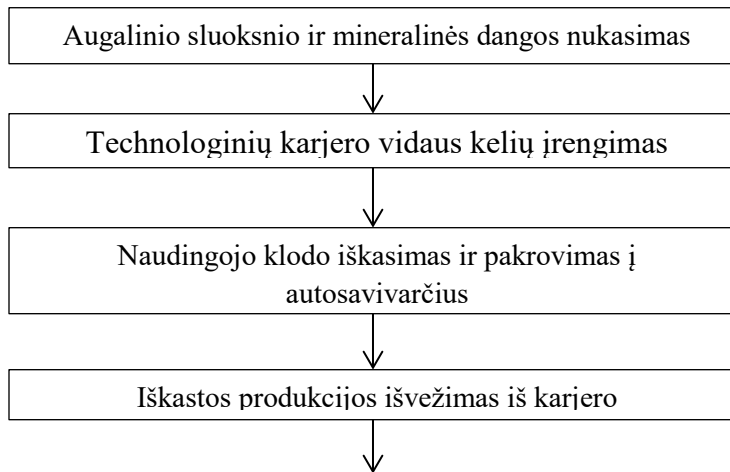 Augalinio sluoksnio ir mineralinės dangos nukasimas
Technologinių karjero vidaus kelių įrengimas
Naudingojo klodo iškasimas ir pakrovimas į
autosavivarčius
Iškastos produkcijos išvežimas iš karjero